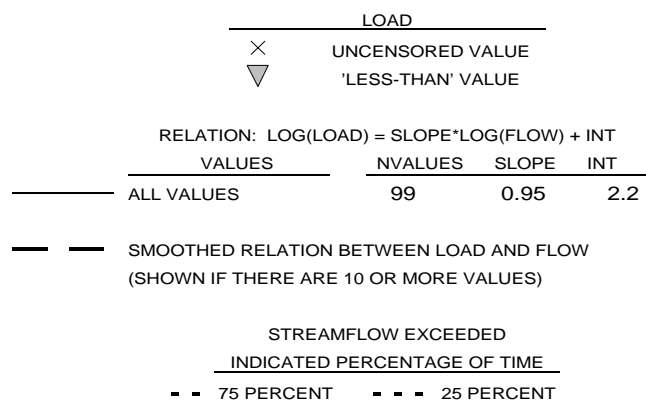 LOAD
UNCENSORED VALUE
'LESS-THAN' VALUE
RELATION: LOG(LOAD) = SLOPE*LOG(FLOW) + INT
VALUES NVALUES SLOPE INT
ALL VALUES 99 0.95 2.2
SMOOTHED RELATION BETWEEN LOAD AND FLOW
(SHOWN IF THERE ARE 10 OR MORE VALUES)
STREAMFLOW EXCEEDED
INDICATED PERCENTAGE OF TIME
75 PERCENT 25 PERCENT